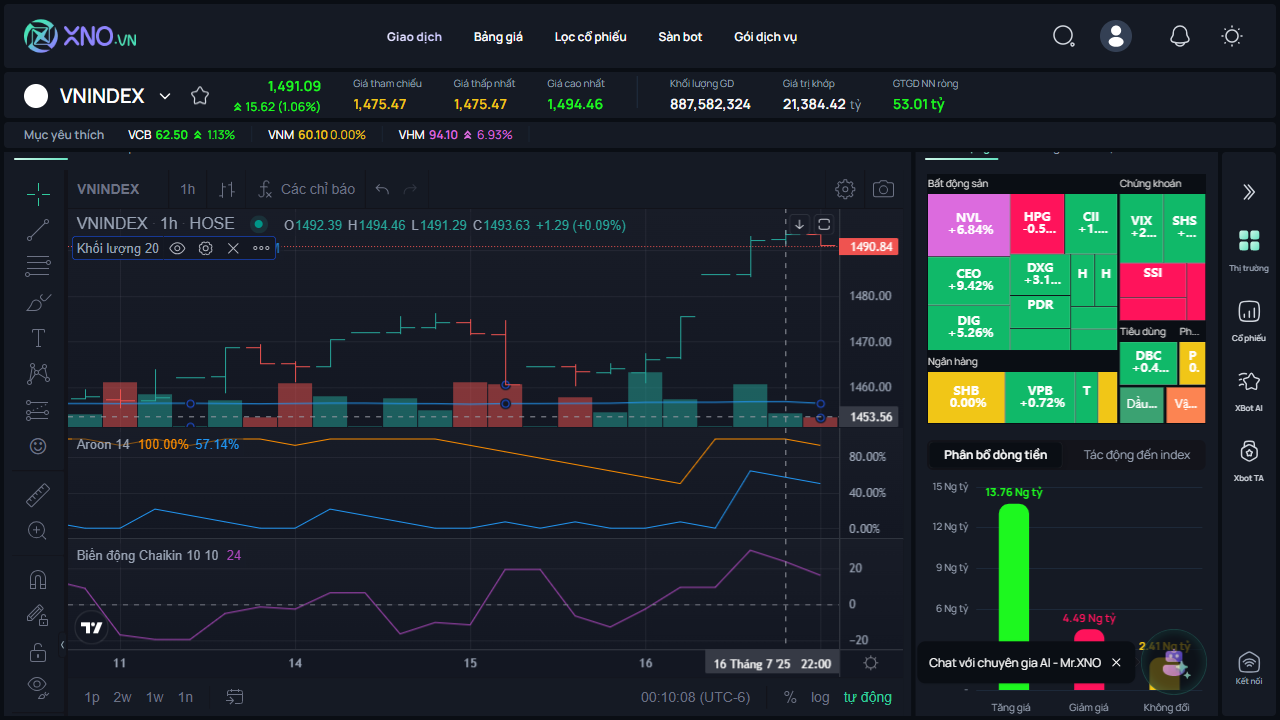 XNO.VN
Giao dịch
Bảng giá
Lọc cổ phiếu
Sàn bot
Gói dịch vụ
VNINDEX
1,491.09
15.62 (1.06%)
Giá tham chiếu
1,475.47
Giá thấp nhất
1,475.47
Giá cao nhất
1,494.46
Khối lượng GD
887,582,324
Giá trị khớp
21,384.42 tỷ
GTGD NN ròng
53.01 tỷ
Mục yêu thích
VCB 62.50 1.13%
VNM 60.10 0.00%
VHM 94.10 6.93%
VNINDEX
1h
Các chỉ báo
VNINDEX · 1h · HOSE
O1492.39 H1494.46 L1491.29 C1493.63 +1.29 (+0.09%)
Khối lượng 20
1490.84
1480.00
1470.00
1460.00
1453.56
Aroon 14 100.00% 57.14%
80.00%
40.00%
0.00%
Biến động Chaikin 10 10 24
20
0
−20
11
14
15
16
16 Tháng 7 '25 22:00
1p
2w
1w
1n
00:10:08 (UTC-6)
%
log
tự động
Bất động sản
NVL
+6.84%
HPG
-0.5...
CII
+1....
CEO
+9.42%
DXG
+3.1...
H
H
PDR
DIG
+5.26%
Chứng khoán
VIX
+2...
SHS
+...
SSI
Ngân hàng
SHB
0.00%
VPB
+0.72%
T
Tiêu dùng
DBC
+0.4...
Ph...
P
0.
Dầu...
Vậ...
Phân bổ dòng tiền
Tác động đến index
15 Ng tỷ
12 Ng tỷ
9 Ng tỷ
6 Ng tỷ
13.76 Ng tỷ
4.49 Ng tỷ
2.41 Ng tỷ
Tăng giá
Giảm giá
Không đổi
Chat với chuyên gia AI - Mr.XNO
Thị trường
Cổ phiếu
XBot AI
Xbot TA
Kết nối